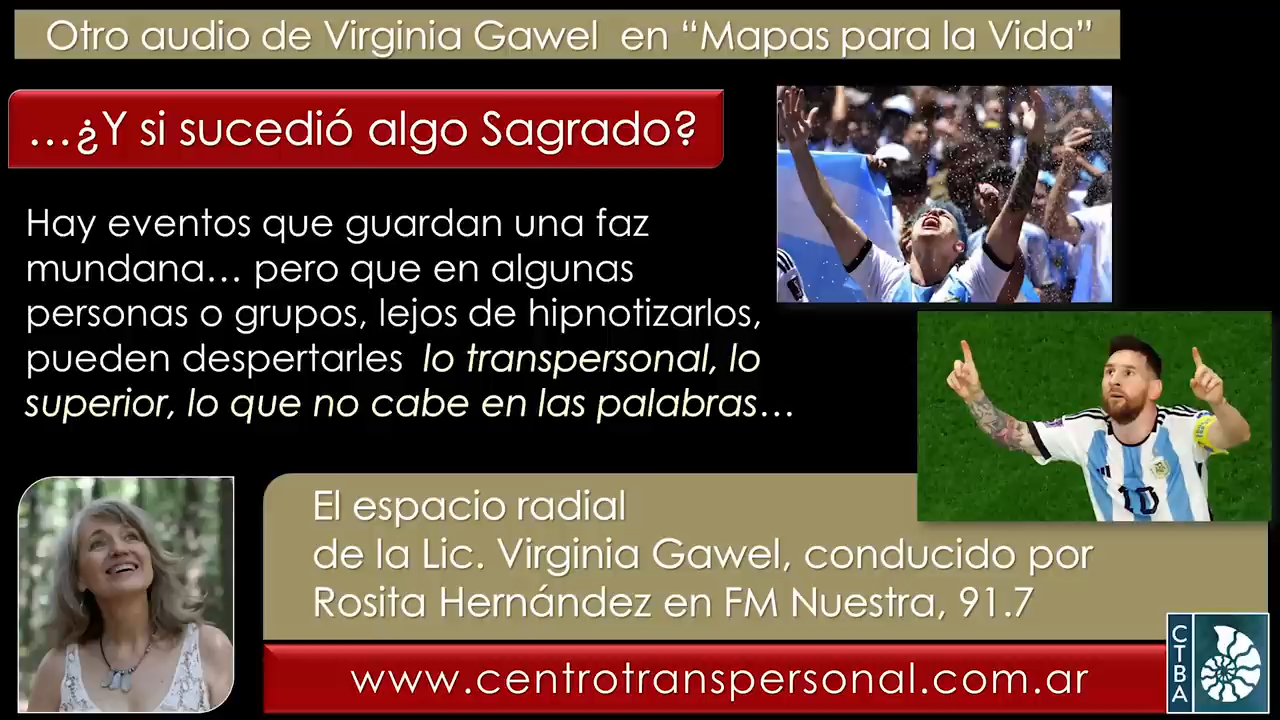 Otro audio de Virginia Gawel en “Mapas para la Vida”
...¿Y si sucedió algo Sagrado?
Hay eventos que guardan una faz
mundana... pero que en algunas
personas o grupos, lejos de hipnotizarlos,
pueden despertarles lo transpersonal, lo
superior, lo que no cabe en las palabras...
10
El espacio radial
de la Lic. Virginia Gawel, conducido por
Rosita Hernández en FM Nuestra, 91.7
www.centrotranspersonal.com.ar
CTBA